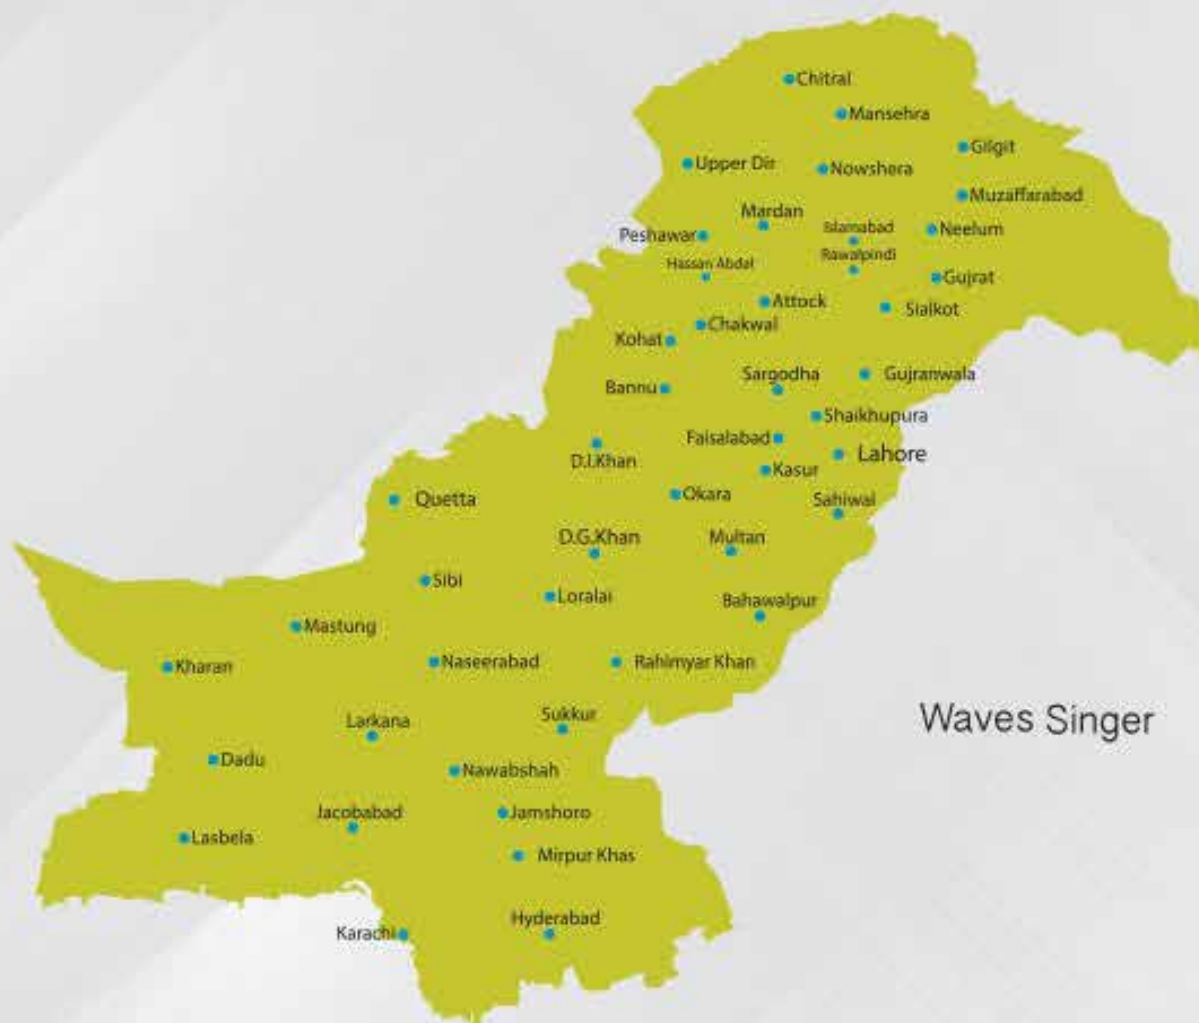 Chitral
Mansehra
Gilgit
Upper Dir
Nowshera
Muzaffarabad
Mardan
Islamabad
Neelum
Peshawar
Rawalpindi
Hassan Abdal
Gujrat
Attock
Sialkot
Chakwal
Kohat
Sargodha
Gujranwala
Bannu
Shaikhupura
Faisalabad
Lahore
D.I.Khan
Kasur
Okara
Quetta
Sahiwal
D.G.Khan
Multan
Sibi
Loralai
Bahawalpur
Mastung
Kharan
Naseerabad
Rahimyar Khan
Larkana
Sukkur
Waves Singer
Dadu
Nawabshah
Jacobabad
Jamshoro
Lasbela
Mirpur Khas
Hyderabad
Karachi